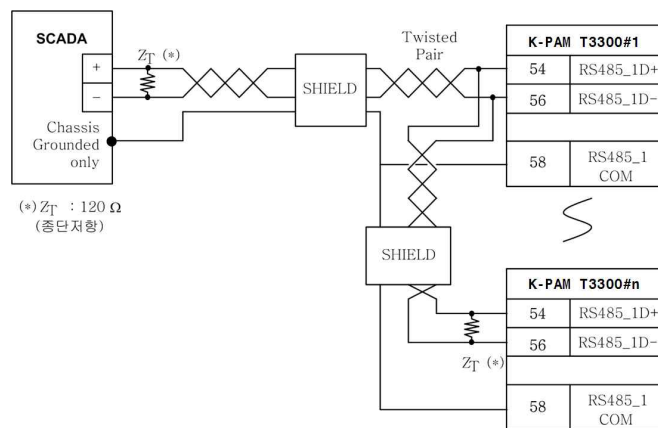 SCADA
+
−
Chassis
Grounded
only
Z_T (*)
(*) Z_T : 120 Ω
(종단저항)
SHIELD
Twisted
Pair
K-PAM T3300#1
54 RS485_1D+
56 RS485_1D-
58 RS485_1
COM
SHIELD
Z_T (*)
K-PAM T3300#n
54 RS485_1D+
56 RS485_1D-
58 RS485_1
COM